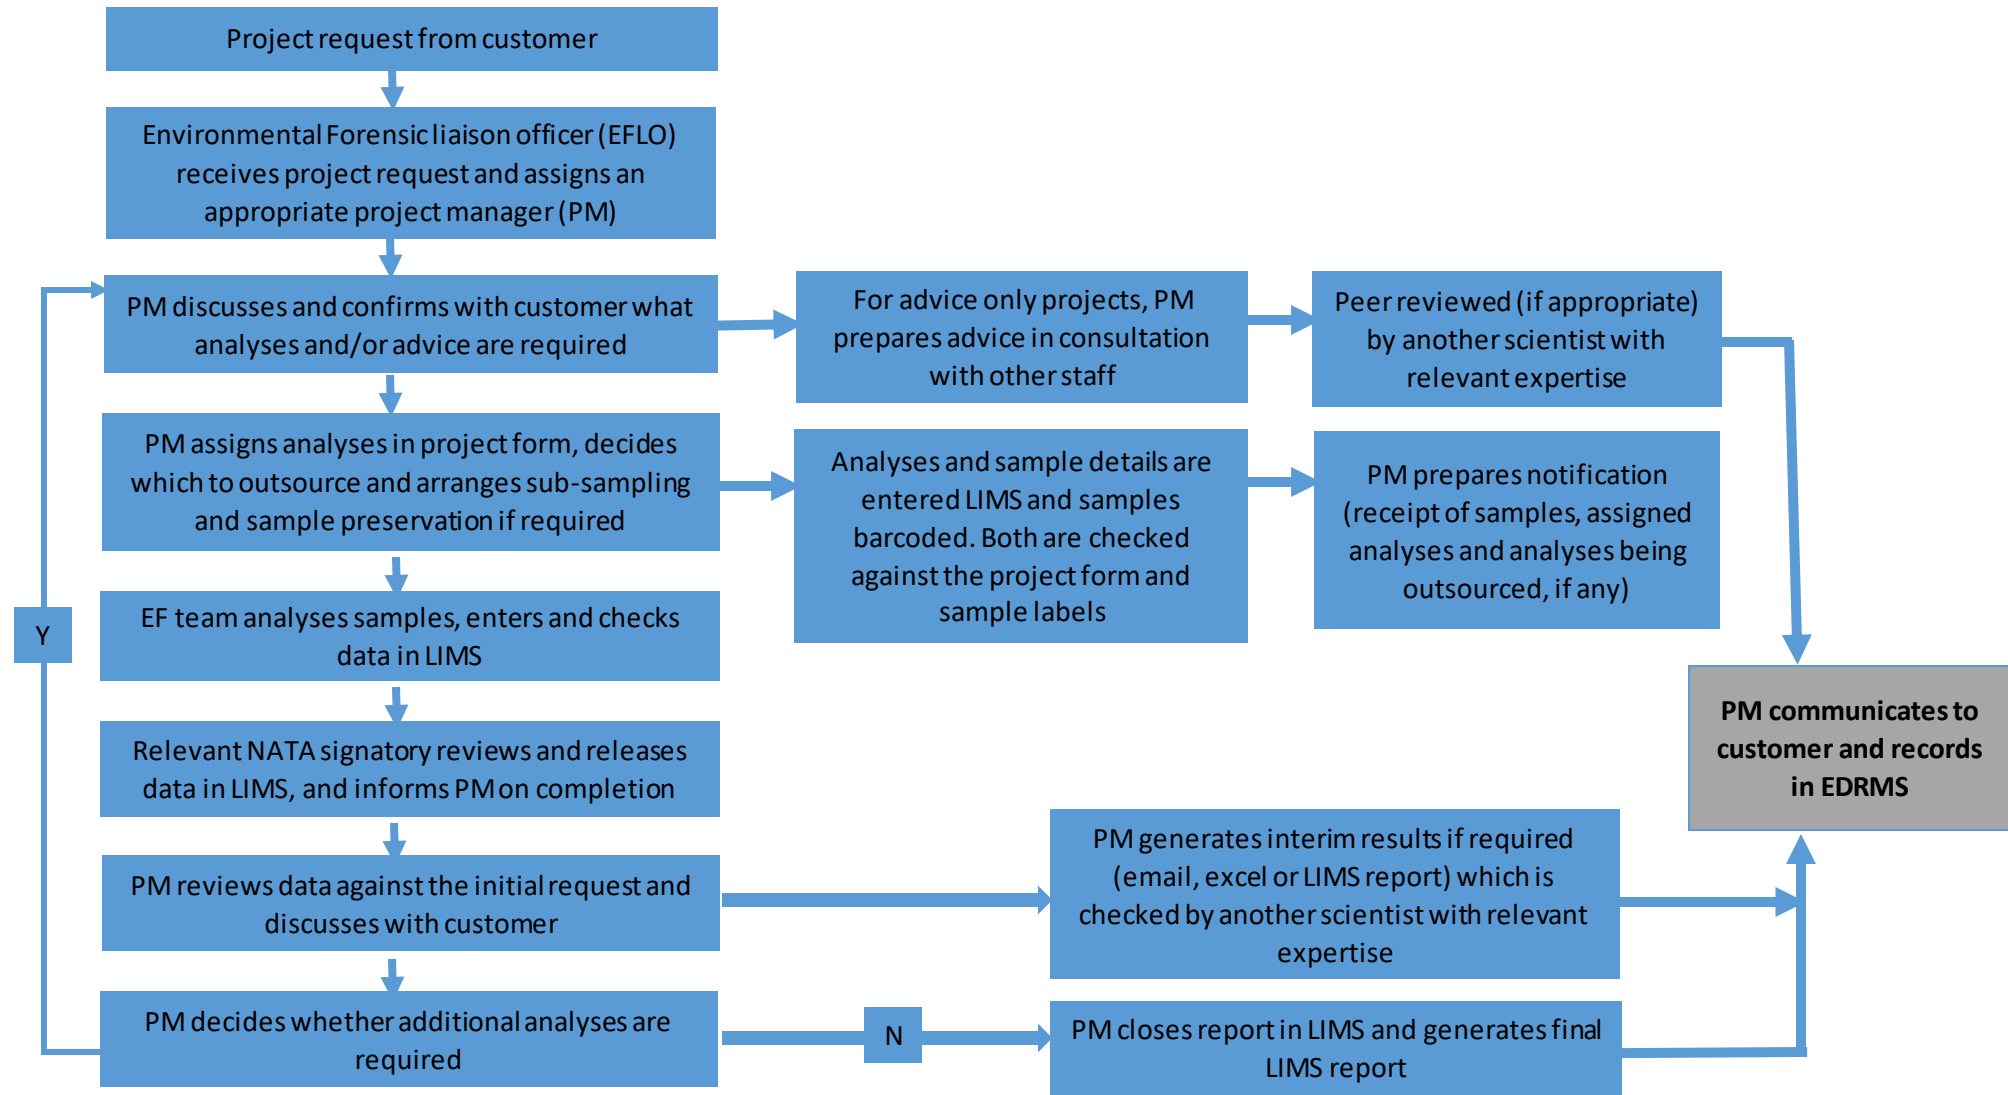 Project request from customer
Environmental Forensic liaison officer (EFLO)
receives project request and assigns an
appropriate project manager (PM)
PM discusses and confirms with customer what
analyses and/or advice are required
For advice only projects, PM
prepares advice in consultation
with other staff
Peer reviewed (if appropriate)
by another scientist with
relevant expertise
PM assigns analyses in project form, decides
which to outsource and arranges sub-sampling
and sample preservation if required
Analyses and sample details are
entered LIMS and samples
barcoded. Both are checked
against the project form and
sample labels
PM prepares notification
(receipt of samples, assigned
analyses and analyses being
outsourced, if any)
Y
EF team analyses samples, enters and checks
data in LIMS
Relevant NATA signatory reviews and releases
data in LIMS, and informs PM on completion
PM communicates to
customer and records
in EDRMS
PM reviews data against the initial request and
discusses with customer
PM generates interim results if required
(email, excel or LIMS report) which is
checked by another scientist with relevant
expertise
PM decides whether additional analyses are
required
N
PM closes report in LIMS and generates final
LIMS report